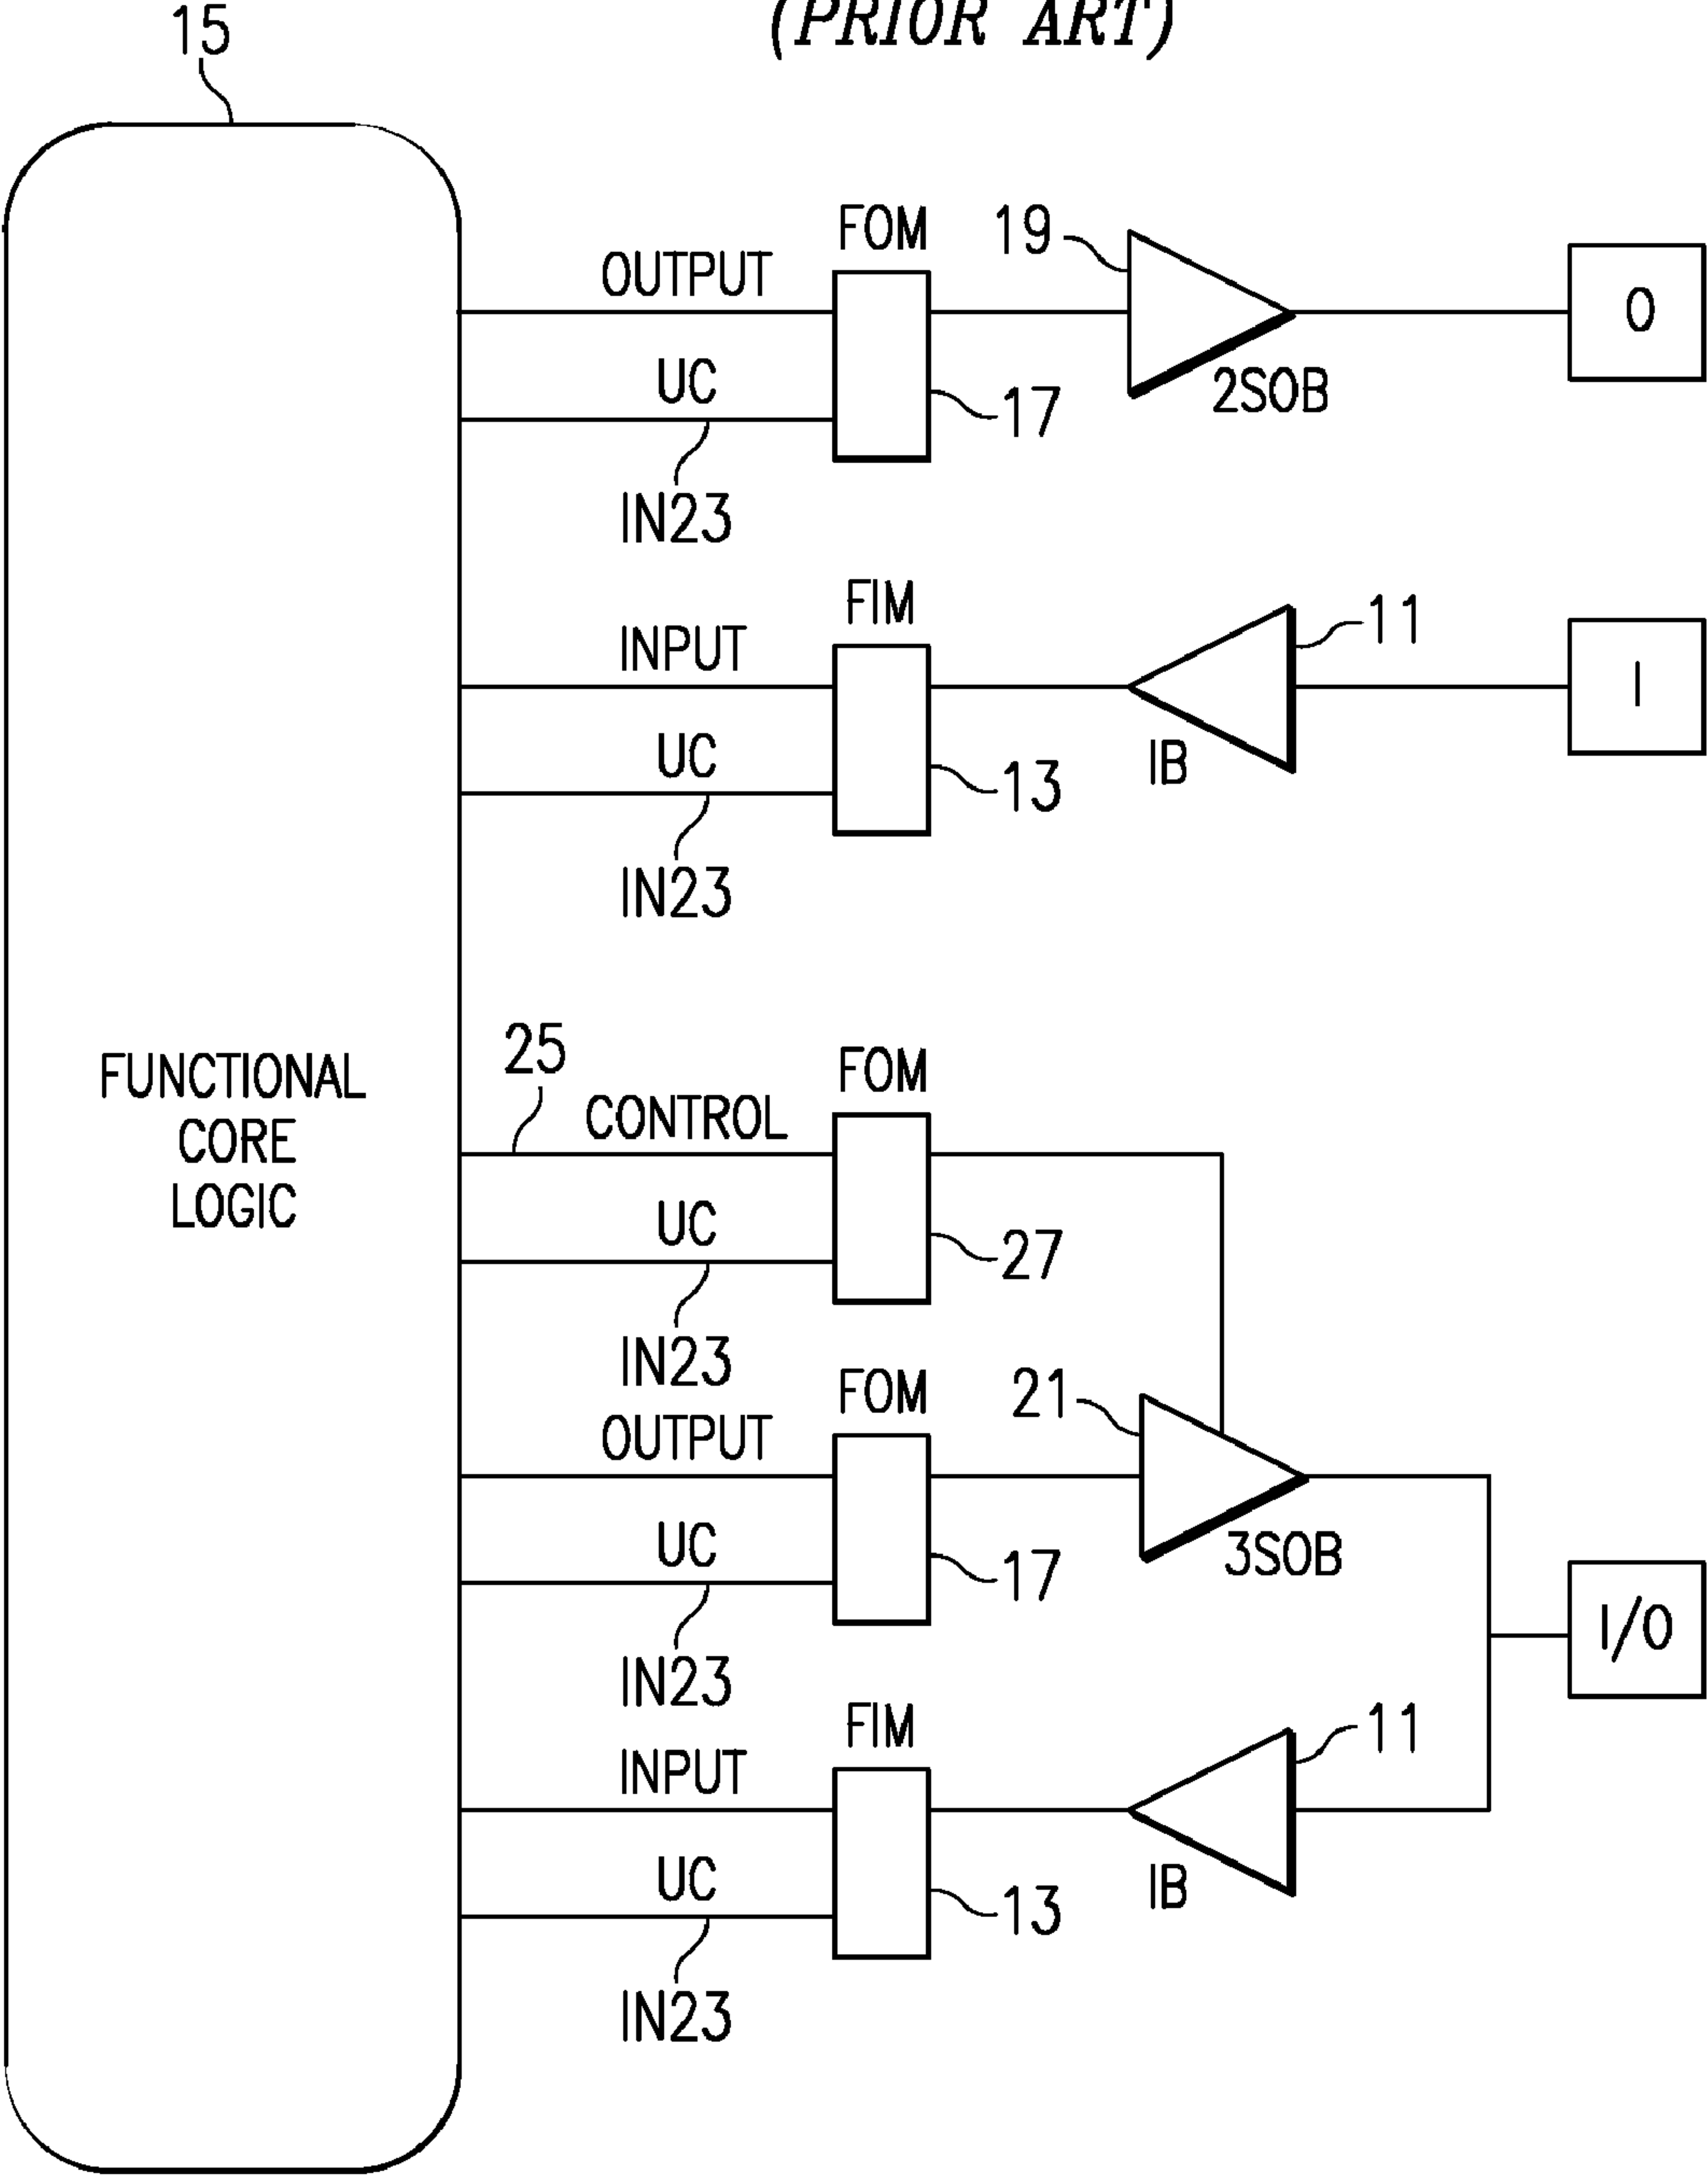 (PRIOR ART)
15
FOM
19
OUTPUT
O
UC
2SOB
17
IN23
FIM
11
INPUT
I
UC
IB
13
IN23
25
FOM
CONTROL
FUNCTIONAL
CORE
LOGIC
UC
27
IN23
FOM
21
OUTPUT
UC
3SOB
17
I/O
IN23
FIM
11
INPUT
UC
IB
13
IN23